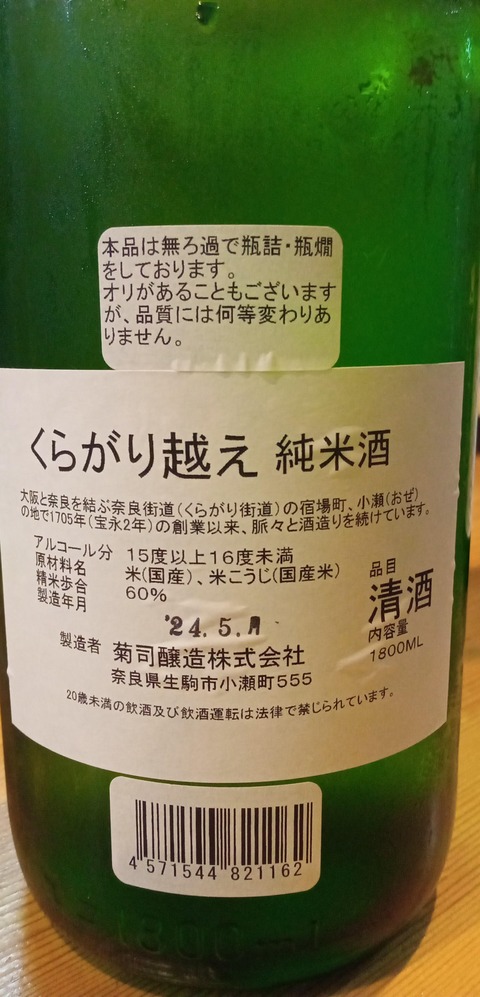 本品は無ろ過で瓶詰・瓶燗
をしております。
オリがあることもございます
が、品質には何等変わりあ
りません。
くらがり越え 純米酒
大阪と奈良を結ぶ奈良街道(くらがり街道)の宿場町、小瀬(おぜ)
の地で1705年(宝永2年)の創業以来、脈々と酒造りを続けています。
アルコール分 15度以上16度未満
原材料名 米(国産)、米こうじ(国産米)
精米歩合 60%
製造年月
'24.5.月
品目
清酒
内容量
1800ML
製造者 菊司醸造株式会社
奈良県生駒市小瀬町555
20歳未満の飲酒及び飲酒運転は法律で禁じられています。
4 571544 821162